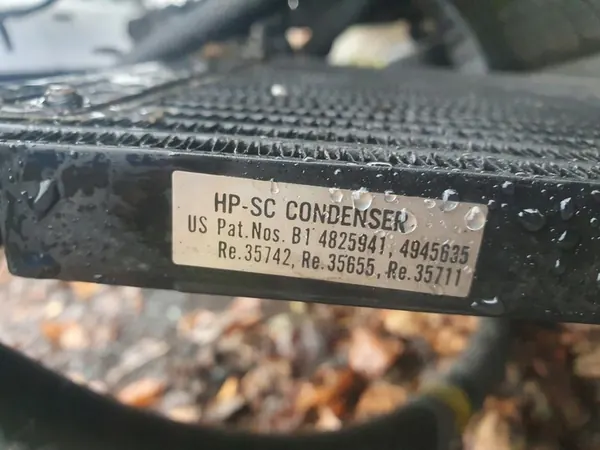 HP-SC CONDENSER
US Pat.Nos. B1 4825941, 4945635
Re.35742, Re.35655, Re.35711